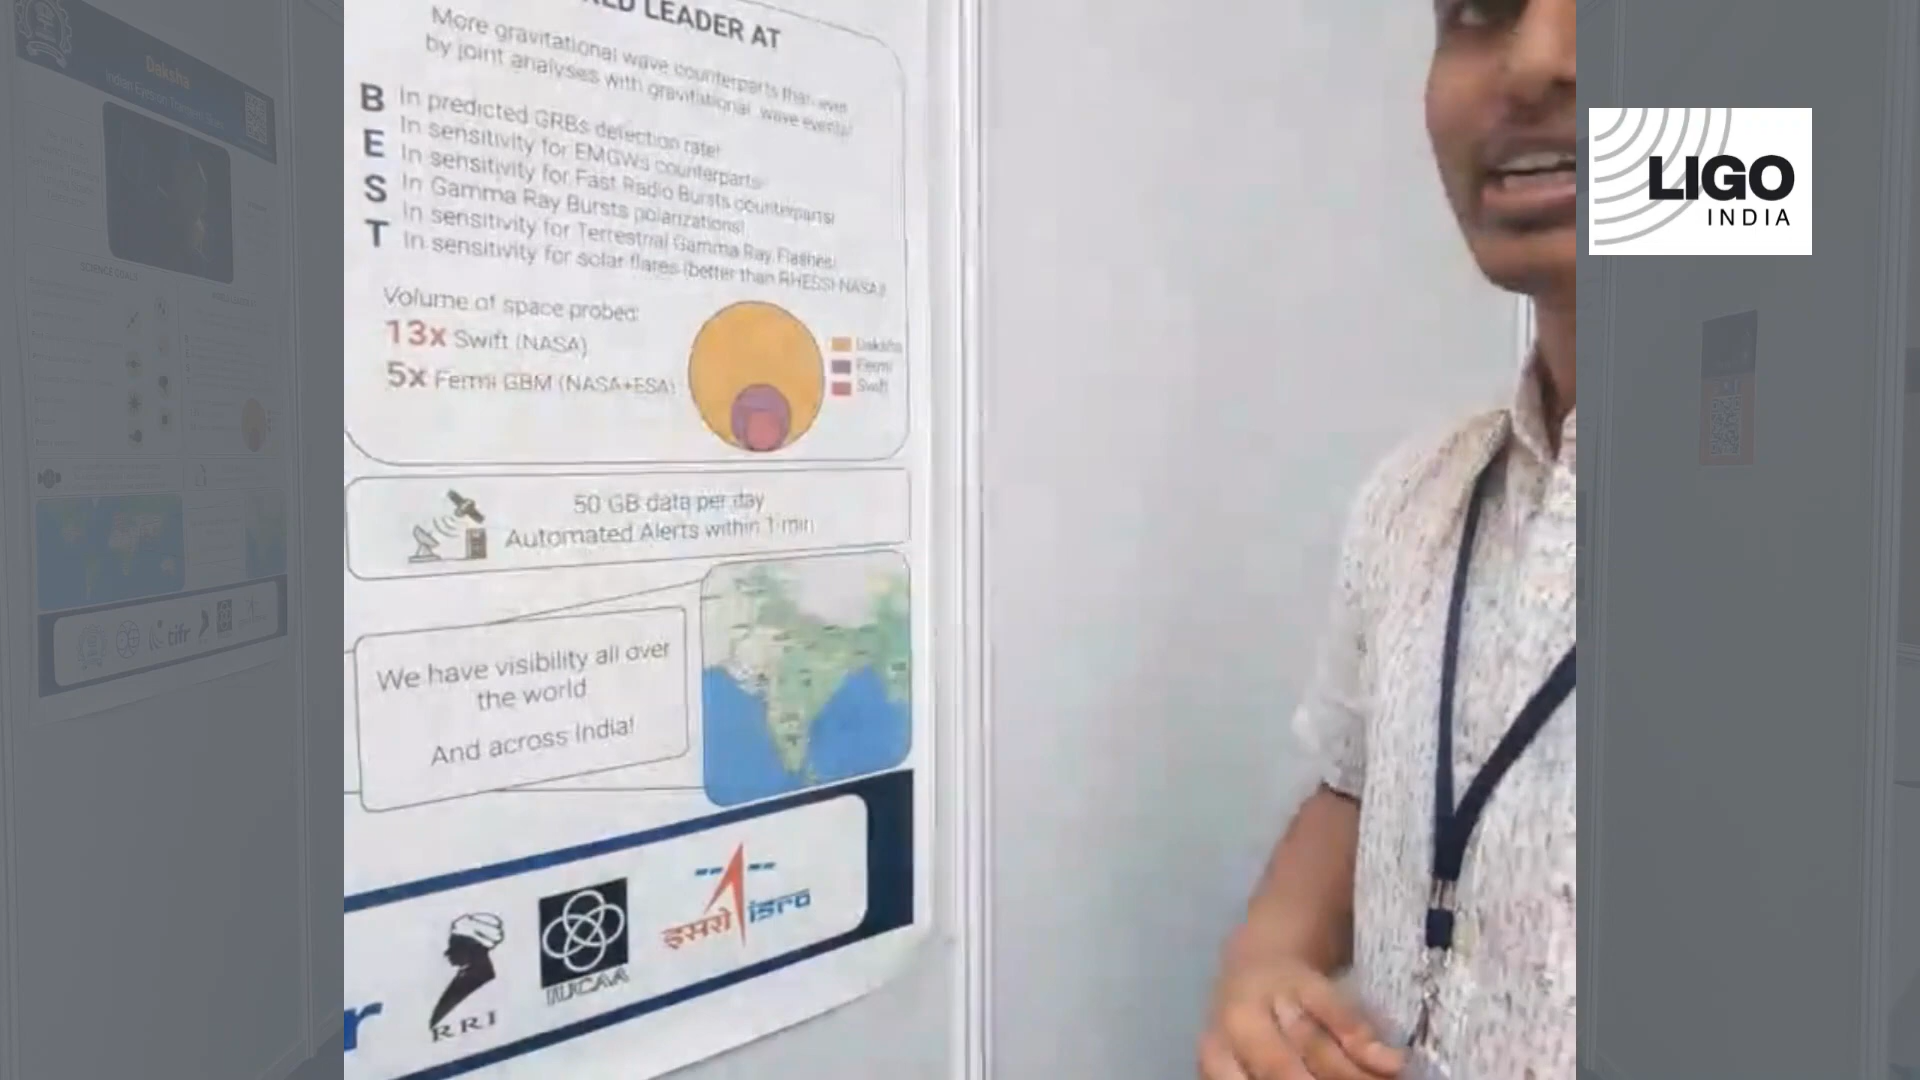 LEADER AT
More gravitational wave counterparts than ever
by joint analyses with gravitational wave events!
B
E
S
T
In predicted GRBs detection rate!
In sensitivity for EMGWs counterparts!
In sensitivity for Fast Radio Bursts counterparts!
In Gamma Ray Bursts polarizations!
In sensitivity for Terrestrial Gamma Ray Flashes!
In sensitivity for solar flares (better than RHESSI-NASA)!
Volume of space probed:
13x Swift (NASA)
5x Fermi GBM (NASA+ESA)
Daksha
Fermi
Swift
50 GB data per day
Automated Alerts within 1 min
We have visibility all over
the world
And across India!
r
RRI
IUCAA
इसरो isro
LIGO
INDIA
Daksha
SCIENCE GOALS
tifr